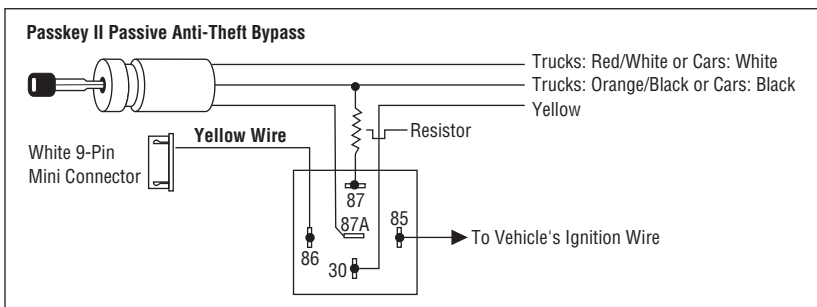 Passkey II Passive Anti-Theft Bypass
Trucks: Red/White or Cars: White
Trucks: Orange/Black or Cars: Black
Yellow
Resistor
Yellow Wire
White 9-Pin
Mini Connector
87
87A
85
86
30
To Vehicle's Ignition Wire